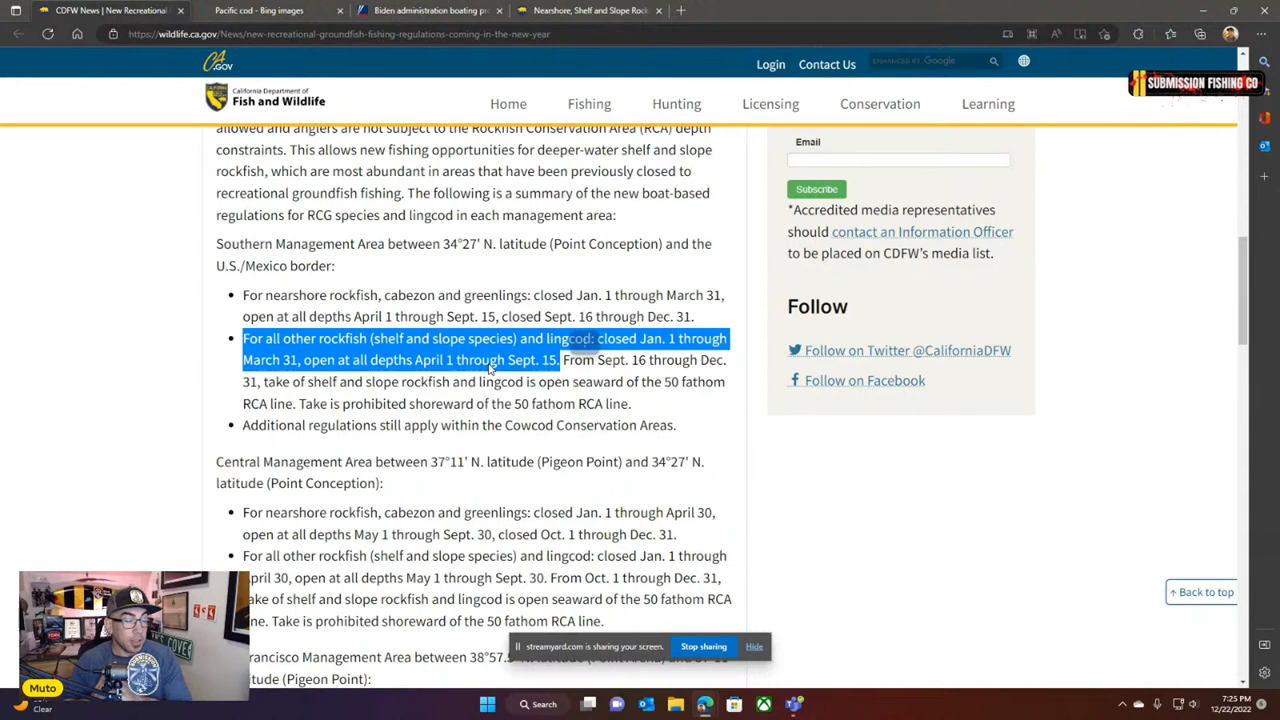 CDFW News | New Recreational
Pacific cod - Bing images
Biden administration boating pr
Nearshore, Shelf and Slope Rock
https://wildlife.ca.gov/News/new-recreational-groundfish-fishing-regulations-coming-in-the-new-year
CA.GOV
Login
Contact Us
ENHANCED BY Google
SUBMISSION FISHING CO
California Department of
Fish and Wildlife
Home
Fishing
Hunting
Licensing
Conservation
Learning
allowed and anglers are not subject to the Rockfish Conservation Area (RCA) depth
constraints. This allows new fishing opportunities for deeper-water shelf and slope
rockfish, which are most abundant in areas that have been previously closed to
recreational groundfish fishing. The following is a summary of the new boat-based
regulations for RCG species and lingcod in each management area:
Southern Management Area between 34°27' N. latitude (Point Conception) and the
U.S./Mexico border:
• For nearshore rockfish, cabezon and greenlings: closed Jan. 1 through March 31,
open at all depths April 1 through Sept. 15, closed Sept. 16 through Dec. 31.
• For all other rockfish (shelf and slope species) and lingcod: closed Jan. 1 through
March 31, open at all depths April 1 through Sept. 15. From Sept. 16 through Dec.
31, take of shelf and slope rockfish and lingcod is open seaward of the 50 fathom
RCA line. Take is prohibited shoreward of the 50 fathom RCA line.
• Additional regulations still apply within the Cowcod Conservation Areas.
Central Management Area between 37°11' N. latitude (Pigeon Point) and 34°27' N.
latitude (Point Conception):
• For nearshore rockfish, cabezon and greenlings: closed Jan. 1 through April 30,
open at all depths May 1 through Sept. 30, closed Oct. 1 through Dec. 31.
• For all other rockfish (shelf and slope species) and lingcod: closed Jan. 1 through
pril 30, open at all depths May 1 through Sept. 30. From Oct. 1 through Dec. 31,
ake of shelf and slope rockfish and lingcod is open seaward of the 50 fathom RCA
ine. Take is prohibited shoreward of the 50 fathom RCA line.
rancisco Management Area between 38°57.5'
itude (Pigeon Point):
Email
Subscribe
*Accredited media representatives
should contact an Information Officer
to be placed on CDFW's media list.
Follow
Follow on Twitter @CaliforniaDFW
Follow on Facebook
↑ Back to top
streamyard.com is sharing your screen.
Stop sharing
Hide
Muto
Clear
Search
7:25 PM
12/22/2022